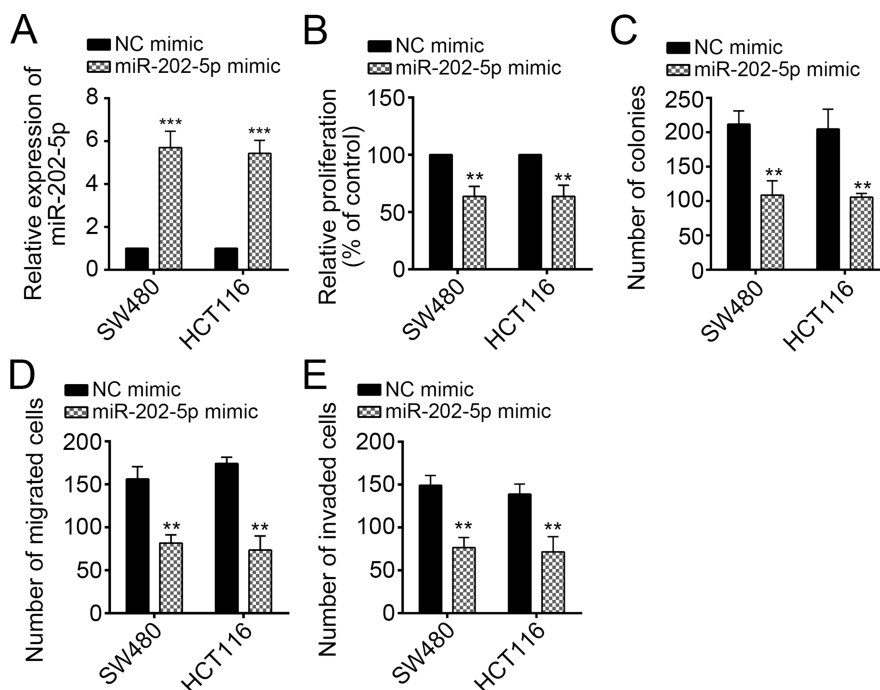 A
NC mimic
miR-202-5p mimic
Relative expression of
miR-202-5p
8
6
4
2
0
***
***
SW480
HCT116
B
NC mimic
miR-202-5p mimic
Relative proliferation
(% of control)
150
100
50
0
**
**
SW480
HCT116
C
NC mimic
miR-202-5p mimic
Number of colonies
250
200
150
100
50
0
**
**
SW480
HCT116
D
NC mimic
miR-202-5p mimic
Number of migrated cells
200
150
100
50
0
**
**
SW480
HCT116
E
NC mimic
miR-202-5p mimic
Number of invaded cells
200
150
100
50
0
**
**
SW480
HCT116